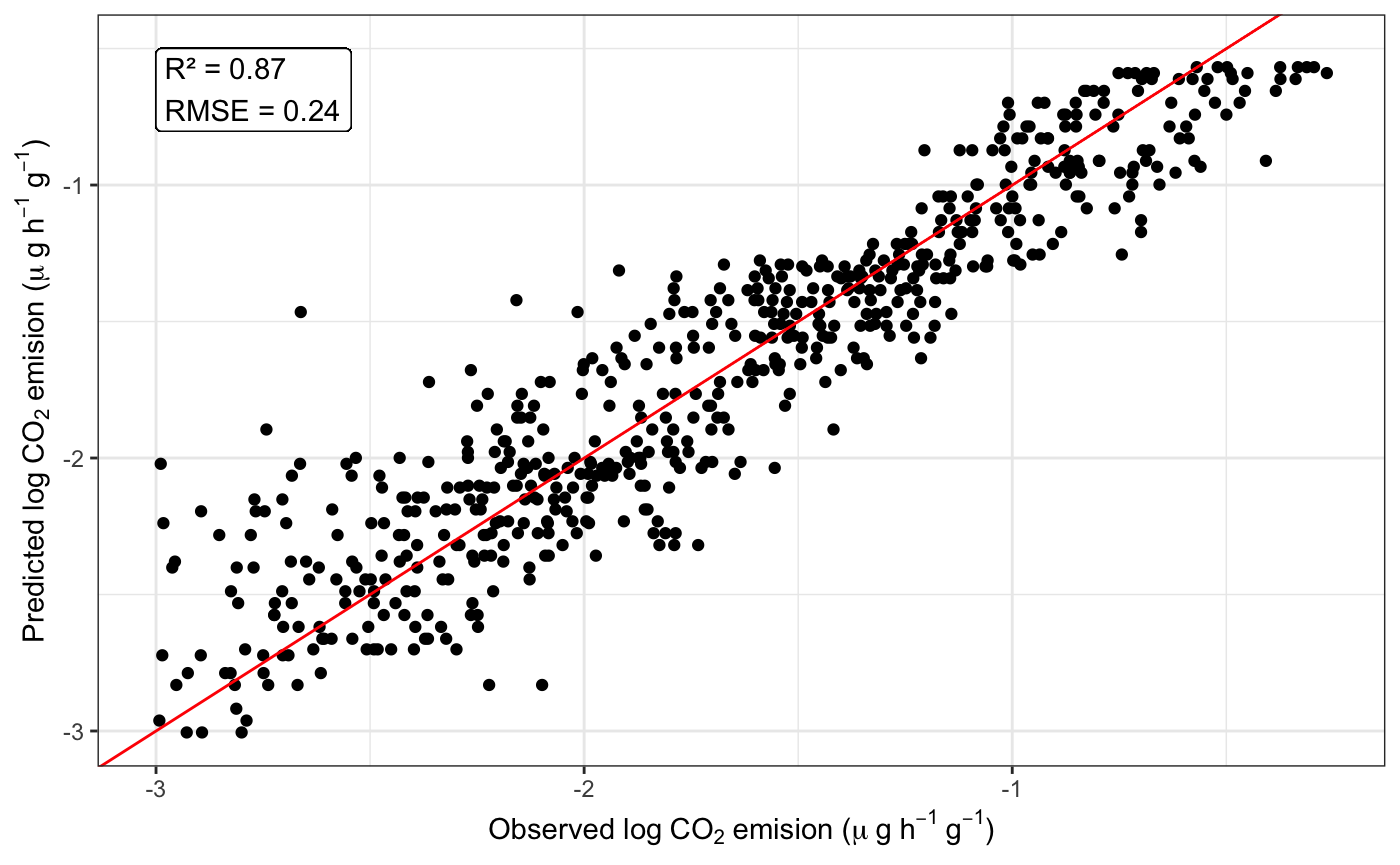 R² = 0.87
RMSE = 0.24
Predicted log CO₂ emision (μ g h⁻¹ g⁻¹)
-1
-2
-3
-3
-2
-1
Observed log CO₂ emision (μ g h⁻¹ g⁻¹)